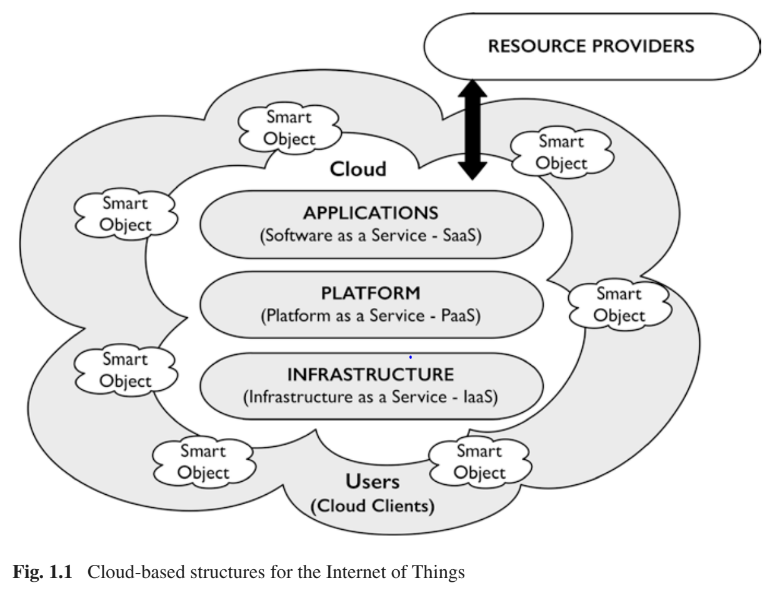 RESOURCE PROVIDERS
Smart
Object
Smart
Object
Cloud
Smart
Object
APPLICATIONS
(Software as a Service - SaaS)
PLATFORM
(Platform as a Service - PaaS)
Smart
Object
Smart
Object
INFRASTRUCTURE
(Infrastructure as a Service - IaaS)
Smart
Object
Smart
Object
Users
(Cloud Clients)
Fig. 1.1 Cloud-based structures for the Internet of Things